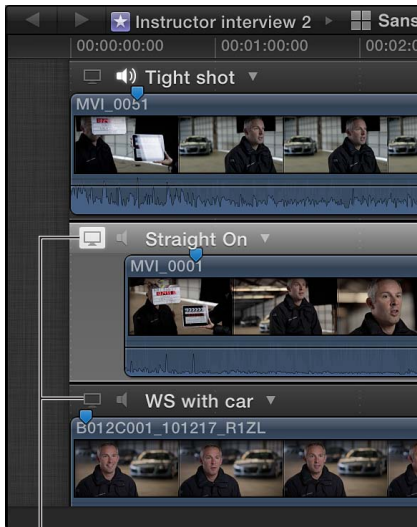 Instructor interview 2 Sans
00:00:00:00 00:01:00:00 00:02:0
Tight shot
MVI_0051
Straight On
MVI_0001
WS with car
B012C001_101217_R1ZL